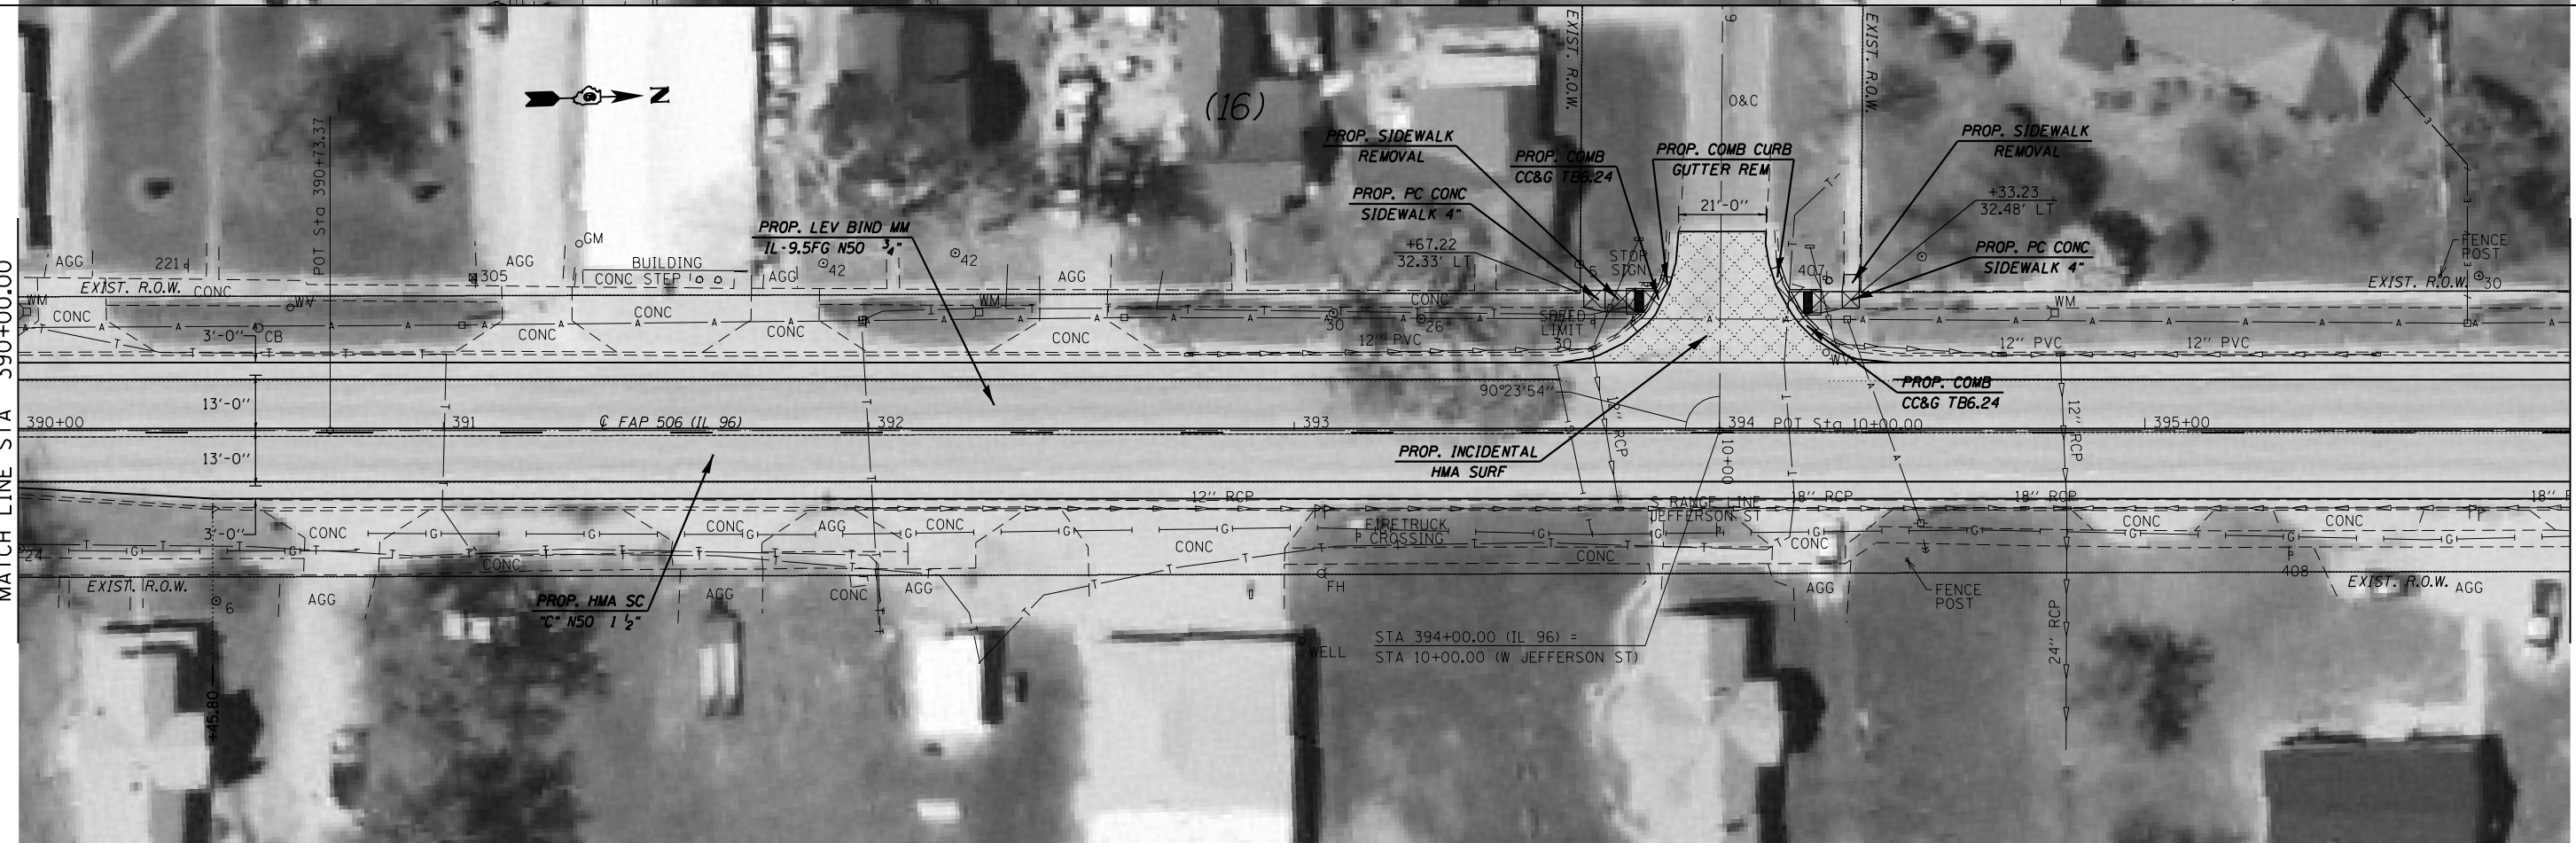 MATCH LINE STA 390+00.00
N
(16)
POT Sta 390+73.37
EXIST. R.O.W.
EXIST. R.O.W.
O&C
PROP. SIDEWALK
REMOVAL
PROP. COMB
CC&G TB6.24
PROP. COMB CURB
GUTTER REM
PROP. SIDEWALK
REMOVAL
PROP. PC CONC
SIDEWALK 4"
+33.23
32.48' LT
21'-0"
PROP. LEV BIND MM
IL-9.5FG N50 3/4"
+67.22
32.33' LT
PROP. PC CONC
SIDEWALK 4"
STOP
SIGN
FENCE
POST
GM
AGG
221
305
AGG
BUILDING
CONC STEP
AGG
42
42
AGG
5
407
EXIST. R.O.W.
30
EXIST. R.O.W.
CONC
WM
WV
CONC
3'-0"
CB
CONC
CONC
CONC
WM
CONC
CONC
30
26
SPEED
LIMIT
30
12" PVC
WV
WM
12" PVC
12" PVC
13'-0"
90°23'54"
12" RCP
PROP. COMB
CC&G TB6.24
12" RCP
390+00
391
℄ FAP 506 (IL 96)
392
393
394
POT Sta 10+00.00
395+00
13'-0"
PROP. INCIDENTAL
HMA SURF
10+00
12" RCP
S RANGE LINE
JEFFERSON ST
18" RCP
18" RCP
18"
3'-0"
CONC
CONC
AGG
CONC
FIRETRUCK
CROSSING
CONC
CONC
24
CONC
CONC
CONC
CONC
408
EXIST. R.O.W.
6
AGG
PROP. HMA SC
"C" N50 1 1/2"
AGG
CONC
AGG
FH
AGG
FENCE
POST
EXIST. R.O.W.
AGG
+45.80
WELL
STA 394+00.00 (IL 96) =
STA 10+00.00 (W JEFFERSON ST)
24" RCP